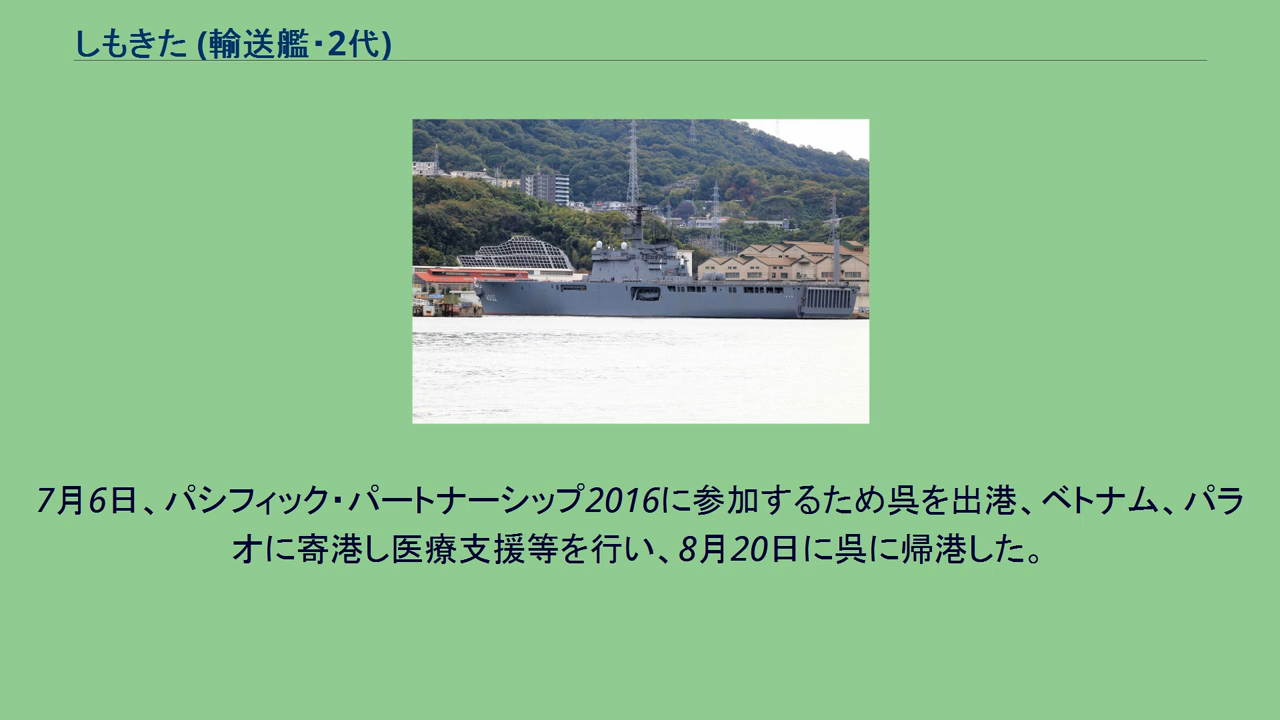 しもきた (輸送艦・2代)
4002
7月6日、パシフィック・パートナーシップ2016に参加するため呉を出港、ベトナム、パラ
オに寄港し医療支援等を行い、8月20日に呉に帰港した。